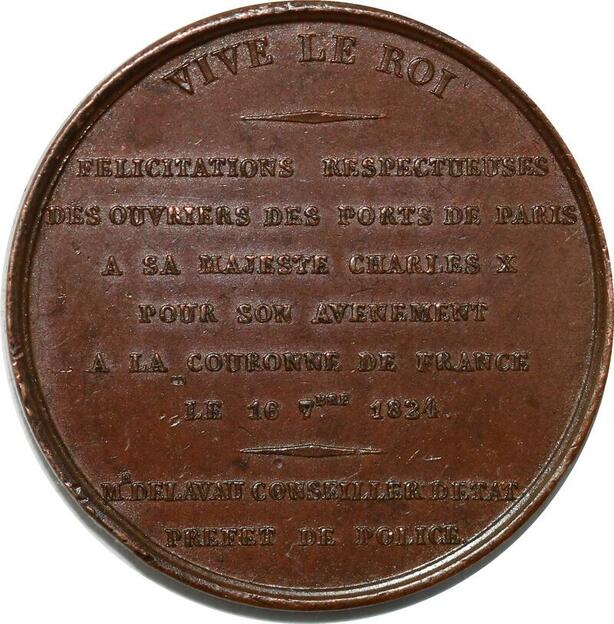 VIVE LE ROI
FELICITATIONS RESPECTUEUSES
DES OUVRIERS DES PORTS DE PARIS
A SA MAJESTE CHARLES X
POUR SON AVENEMENT
A LA COURONNE DE FRANCE
LE 16 7BRE 1824.
MR DELAVAU CONSEILLER D'ETAT
PREFET DE POLICE